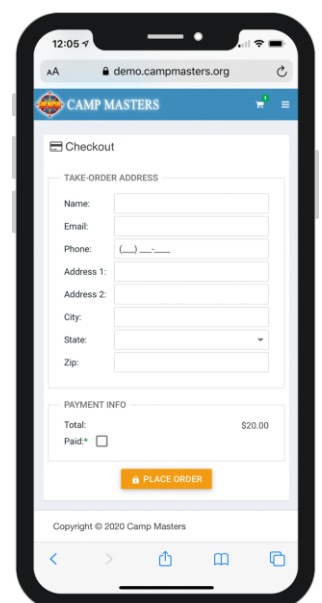 12:05
AA demo.campmasters.org
CAMP MASTERS 1
Checkout
TAKE-ORDER ADDRESS
Name:
Email:
Phone: (___) ___-____
Address 1:
Address 2:
City:
State:
Zip:
PAYMENT INFO
Total: $20.00
Paid:*
PLACE ORDER
Copyright © 2020 Camp Masters